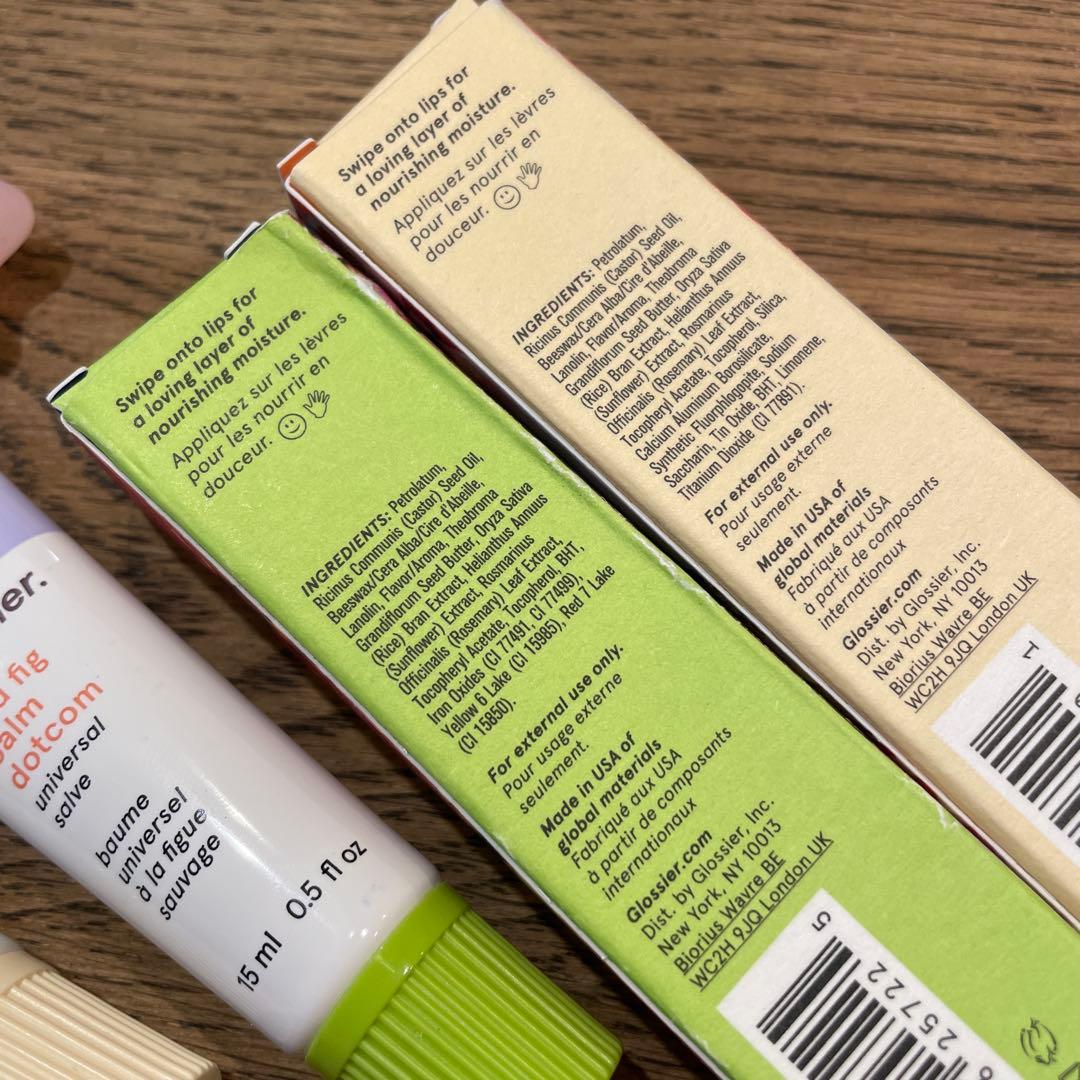 Swipe onto lips for
a loving layer of
nourishing moisture.
Appliquez sur les lèvres
pour les nourrir en
douceur.
INGREDIENTS: Petrolatum,
Ricinus Communis (Castor) Seed Oil,
Beeswax/Cera Alba/Cire d'Abeille,
Lanolin, Flavor/Aroma, Theobroma
Grandiflorum Seed Butter, Oryza Sativa
(Rice) Bran Extract, Helianthus Annuus
(Sunflower) Extract, Rosmarinus
Officinalis (Rosemary) Leaf Extract,
Tocopheryl Acetate, Tocopherol, Silica,
Calcium Aluminum Borosilicate,
Synthetic Fluorphlogopite, Sodium
Saccharin, Tin Oxide, BHT, Limonene,
Titanium Dioxide (CI 77891).
For external use only.
Pour usage externe
seulement.
Made in USA of
global materials
Fabriqué aux USA
à partir de composants
internationaux
Glossier.com
Dist. by Glossier, Inc.
New York, NY 10013
Biorius Wavre BE
WC2H 9JQ London UK
1
Swipe onto lips for
a loving layer of
nourishing moisture.
Appliquez sur les lèvres
pour les nourrir en
douceur.
INGREDIENTS: Petrolatum,
Ricinus Communis (Castor) Seed Oil,
Beeswax/Cera Alba/Cire d'Abeille,
Lanolin, Flavor/Aroma, Theobroma
Grandiflorum Seed Butter, Oryza Sativa
(Rice) Bran Extract, Helianthus Annuus
(Sunflower) Extract, Rosmarinus
Officinalis (Rosemary) Leaf Extract,
Tocopheryl Acetate, Tocopherol, BHT,
Iron Oxides (CI 77491, CI 77499),
Yellow 6 Lake (CI 15985), Red 7 Lake
(CI 15850).
For external use only.
Pour usage externe
seulement.
Made in USA of
global materials
Fabriqué aux USA
à partir de composants
internationaux
Glossier.com
Dist. by Glossier, Inc.
New York, NY 10013
Biorius Wavre BE
WC2H 9JQ London UK
5
25722
ier.
fig
balm
dotcom
universal
salve
baume
universel
à la figue
sauvage
15 ml 0.5 fl oz